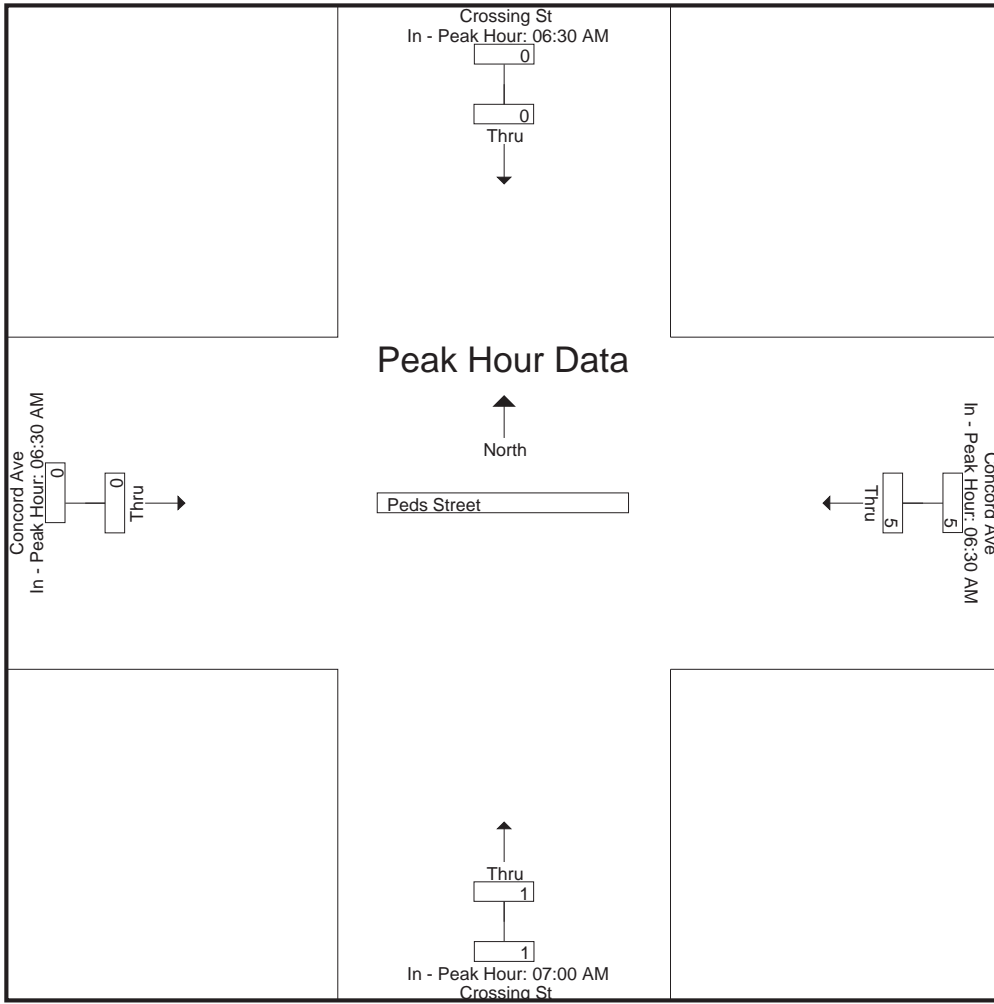 Crossing St
In - Peak Hour: 06:30 AM
0
0
Thru
Peak Hour Data
North
Concord Ave
In - Peak Hour: 06:30 AM
0
0
Thru
Peds Street
Thru
5
5
In - Peak Hour: 06:30 AM
Concord Ave
Thru
1
1
In - Peak Hour: 07:00 AM
Crossing St